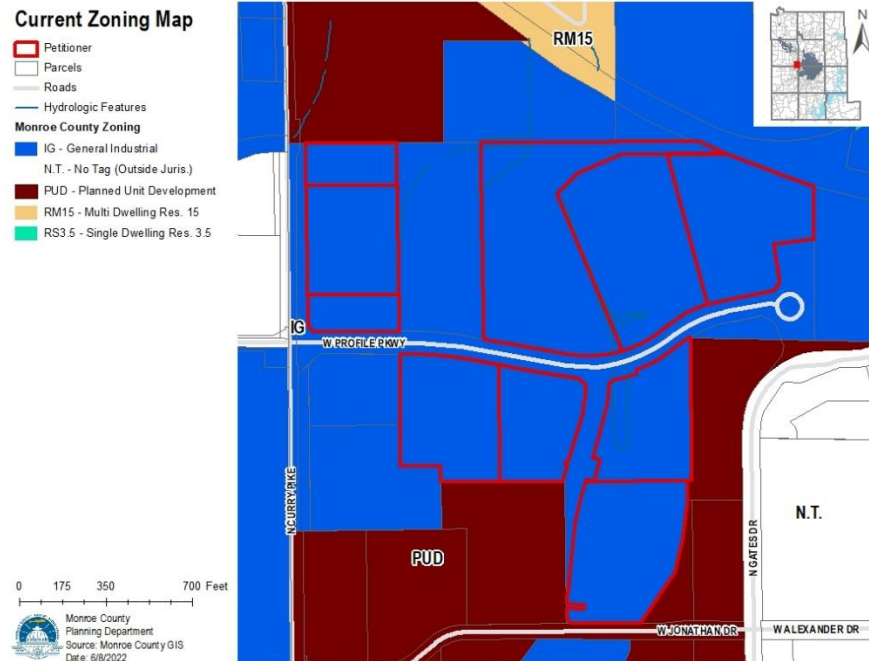 Current Zoning Map
Petitioner
Parcels
Roads
Hydrologic Features
Monroe County Zoning
IG - General Industrial
N.T. - No Tag (Outside Juris.)
PUD - Planned Unit Development
RM15 - Multi Dwelling Res. 15
RS3.5 - Single Dwelling Res. 3.5
RM15
N
IG
W PROFILE PKWY
N CURRY PIKE
N.T.
PUD
N GATES DR
W JONATHAN DR
W ALEXANDER DR
0 175 350 700 Feet
Monroe County
Planning Department
Source: Monroe County GIS
Date: 6/8/2022